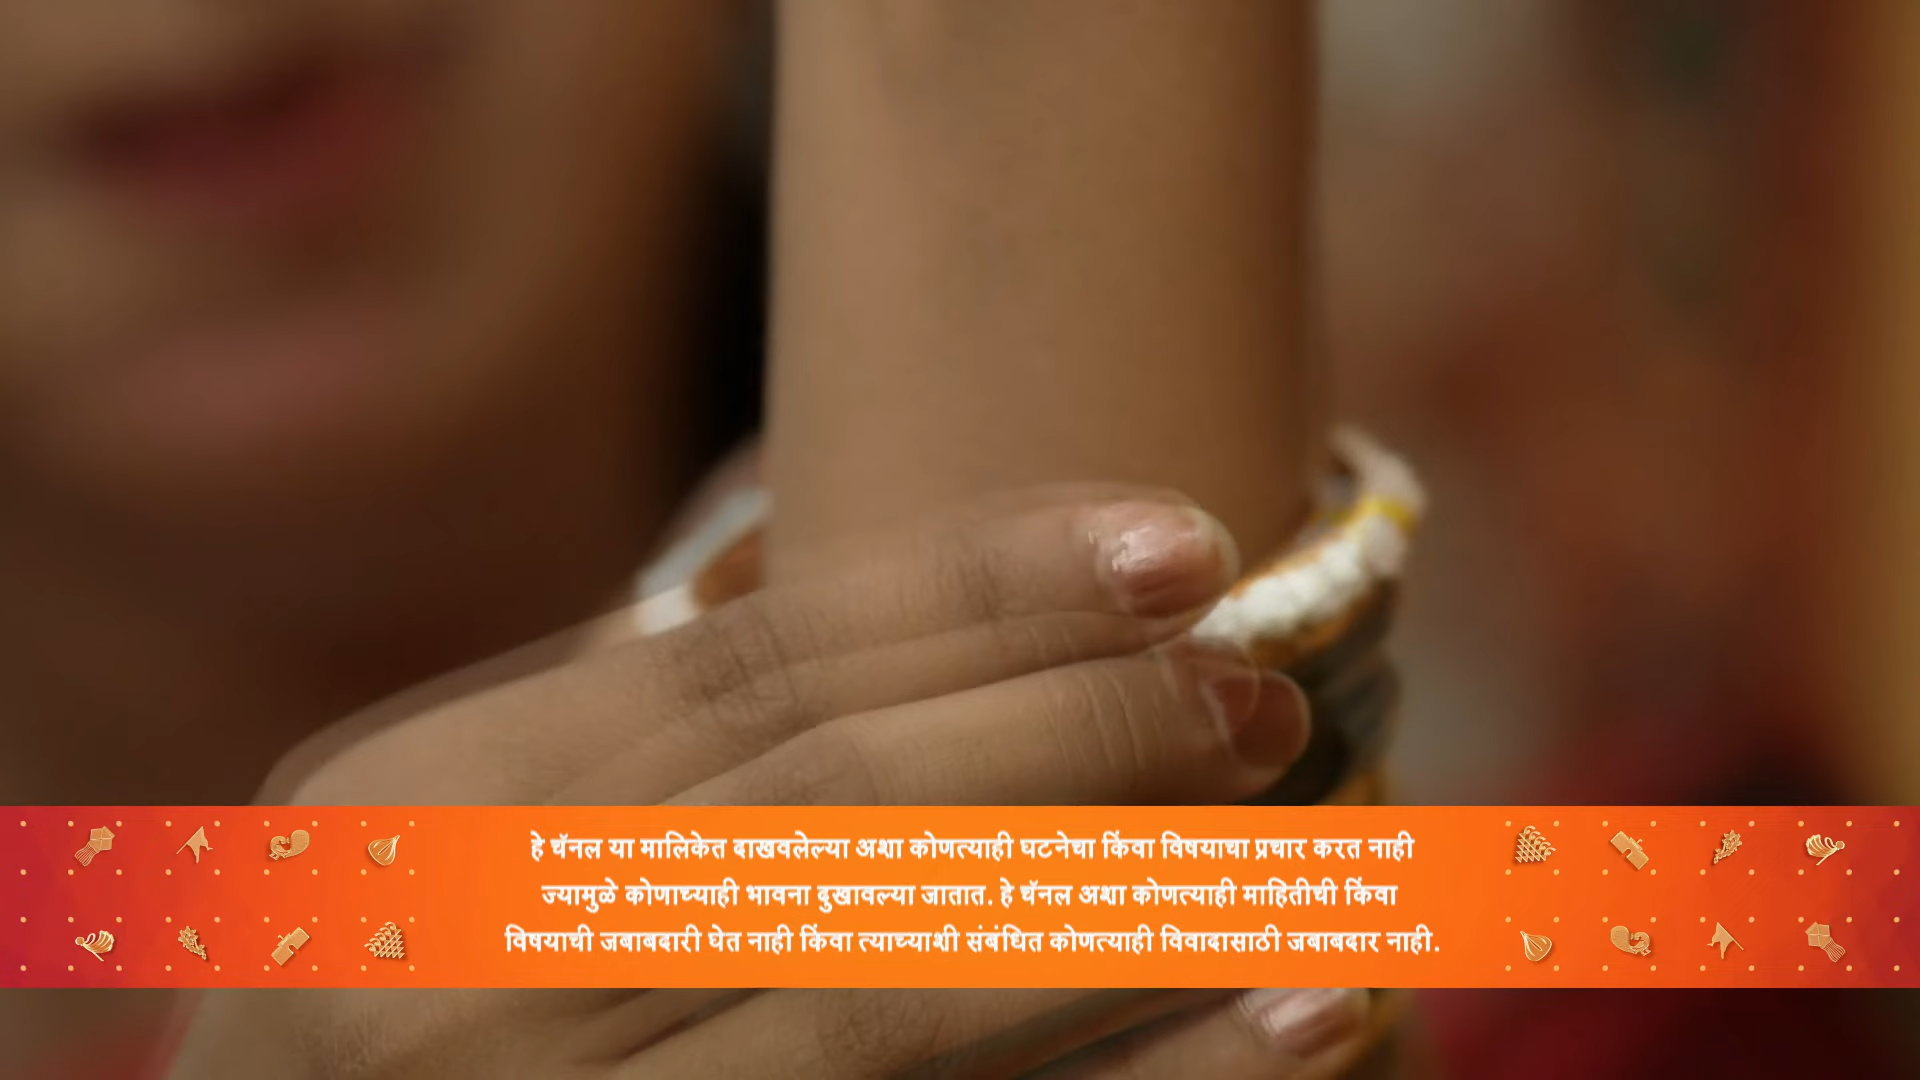 हे चॅनल या मालिकेत दाखवलेल्या अशा कोणत्याही घटनेचा किंवा विषयाचा प्रचार करत नाही
ज्यामुळे कोणाच्याही भावना दुखावल्या जातात. हे चॅनल अशा कोणत्याही माहितीची किंवा
विषयाची जबाबदारी घेत नाही किंवा त्याच्याशी संबंधित कोणत्याही विवादासाठी जबाबदार नाही.